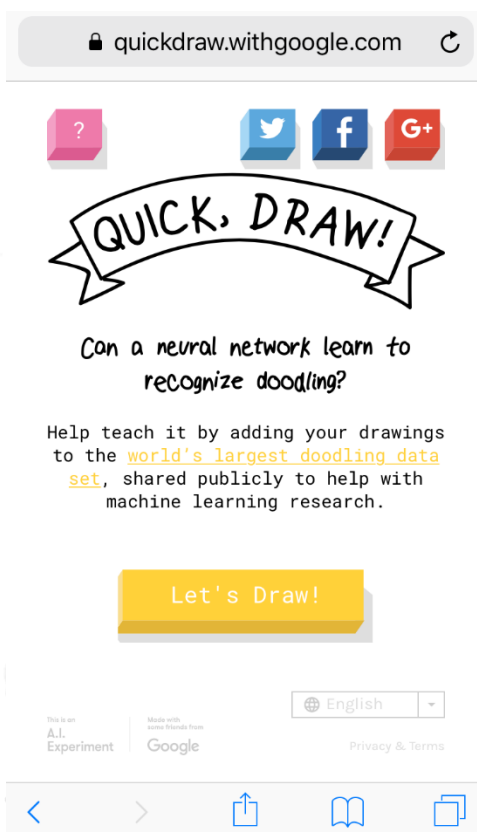 quickdraw.withgoogle.com
?
f
G+
QUICK, DRAW!
Can a neural network learn to
recognize doodling?
Help teach it by adding your drawings
to the world's largest doodling data
set, shared publicly to help with
machine learning research.
Let's Draw!
English
This is an
A.I.
Experiment
Made with
some friends from
Google
Privacy & Terms